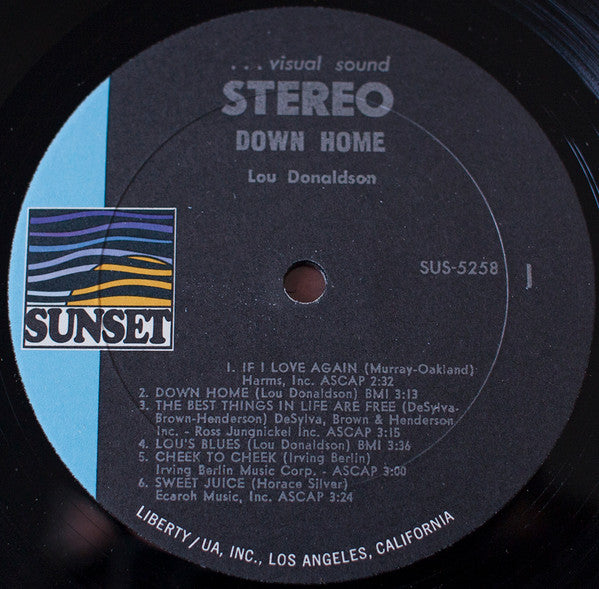 ...visual sound
STEREO
DOWN HOME
Lou Donaldson
SUS-5258 1
SUNSET
1. IF I LOVE AGAIN (Murray-Oakland)
Harms, Inc. ASCAP 2:32
2. DOWN HOME (Lou Donaldson) BMI 3:13
3. THE BEST THINGS IN LIFE ARE FREE (DeSylva-
Brown-Henderson) DeSylva, Brown & Henderson
Inc. - Ross Jungnickel Inc. ASCAP 3:15
4. LOU'S BLUES (Lou Donaldson) BMI 3:36
5. CHEEK TO CHEEK (Irving Berlin)
Irving Berlin Music Corp. - ASCAP 3:00
6. SWEET JUICE (Horace Silver)
Ecaroh Music, Inc. ASCAP 3:24
LIBERTY/UA, INC., LOS ANGELES, CALIFORNIA